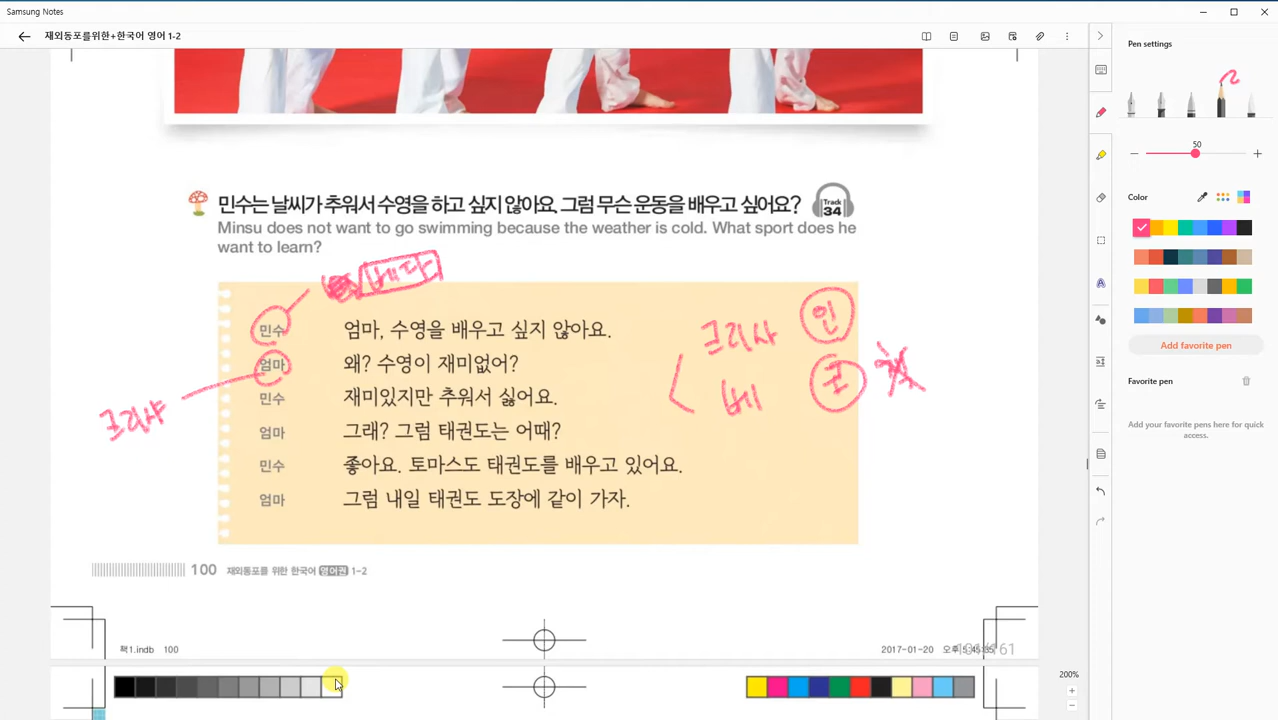 Samsung Notes
재외동포를위한+한국어 영어 1-2
Pen settings
50
Color
Add favorite pen
Favorite pen
Add your favorite pens here for quick access.
민수는 날씨가 추워서 수영을 하고 싶지 않아요. 그럼 무슨 운동을 배우고 싶어요?
Track 34
Minsu does not want to go swimming because the weather is cold. What sport does he
want to learn?
베다
민수 엄마, 수영을 배우고 싶지 않아요.
엄마 왜? 수영이 재미없어?
민수 재미있지만 추워서 싫어요.
엄마 그래? 그럼 태권도는 어때?
민수 좋아요. 토마스도 태권도를 배우고 있어요.
엄마 그럼 내일 태권도 도장에 같이 가자.
크리사
크리사 인
베
100 재외동포를 위한 한국어 영어권 1-2
책1.indb 100
2017-01-20
200%